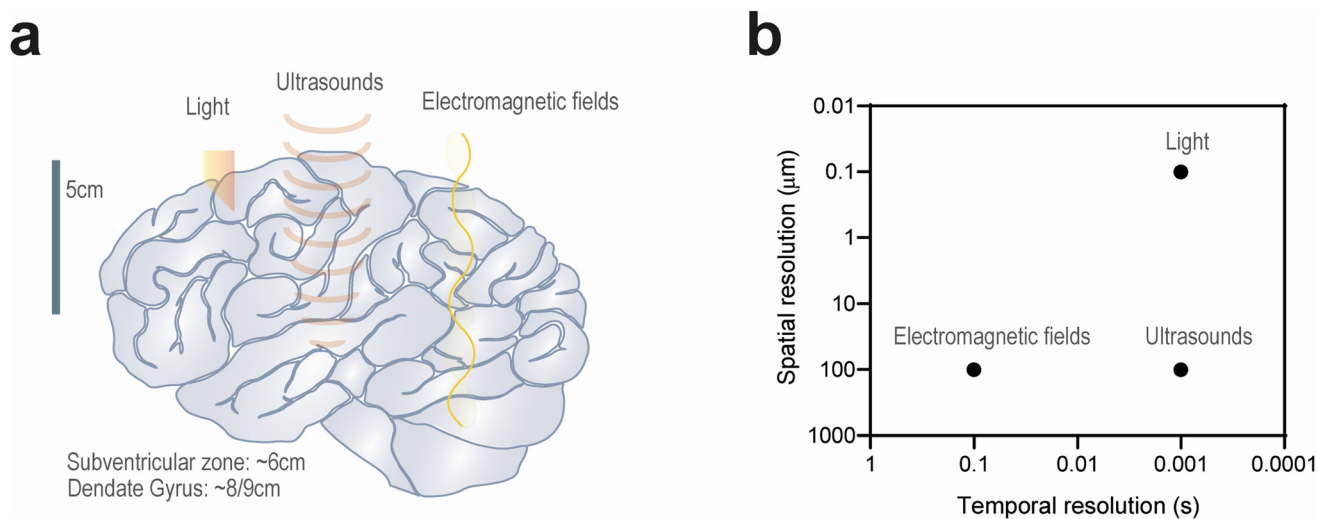 a
Ultrasounds
Light
Electromagnetic fields
5cm
Subventricular zone: ~6cm
Dendate Gyrus: ~8/9cm
b
0.01
0.1
1
10
100
1000
Spatial resolution (μm)
Light
Electromagnetic fields
Ultrasounds
1 0.1 0.01 0.001 0.0001
Temporal resolution (s)